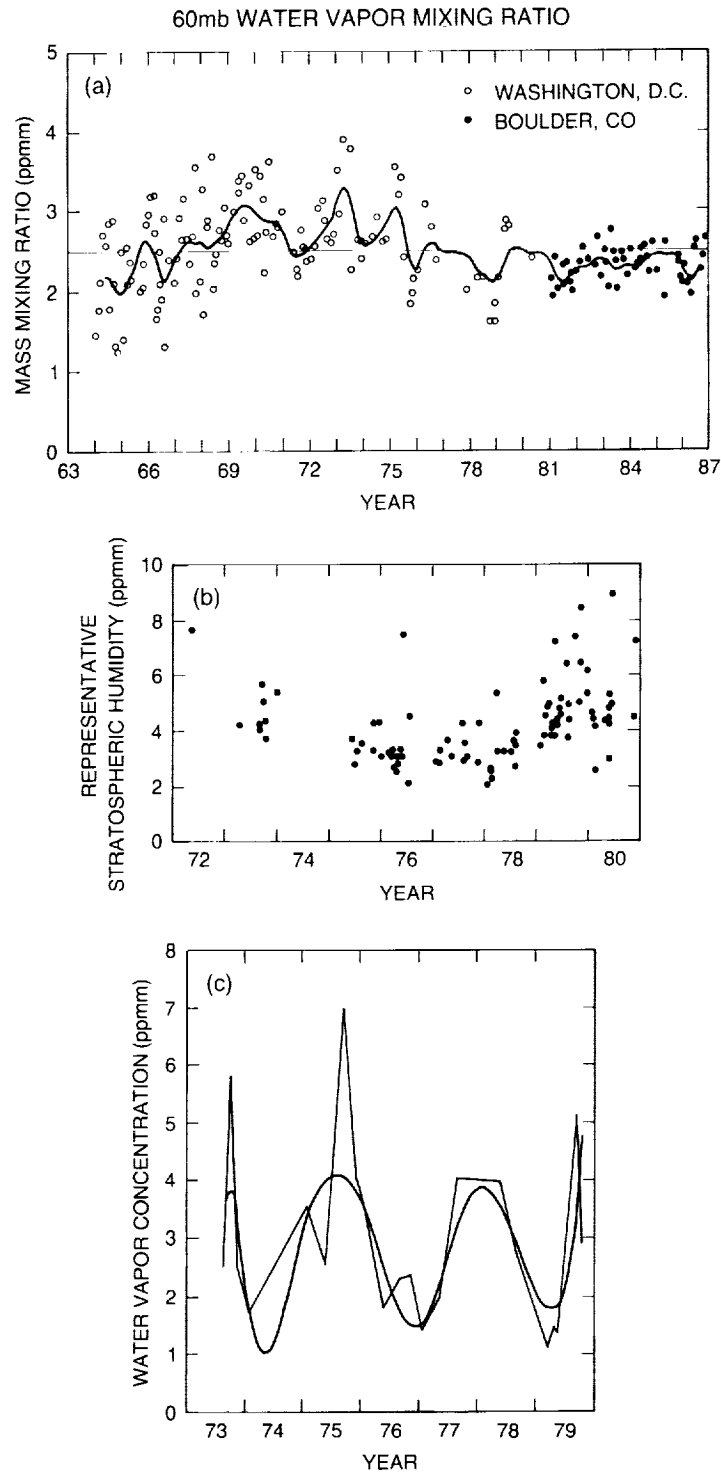 60mb WATER VAPOR MIXING RATIO
(a)
WASHINGTON, D.C.
BOULDER, CO
MASS MIXING RATIO (ppmm)
5
4
3
2
1
0
63 66 69 72 75 78 81 84 87
YEAR
(b)
REPRESENTATIVE
STRATOSPHERIC HUMIDITY (ppmm)
10
8
6
4
2
0
72 74 76 78 80
YEAR
(c)
WATER VAPOR CONCENTRATION (ppmm)
8
7
6
5
4
3
2
1
0
73 74 75 76 77 78 79
YEAR